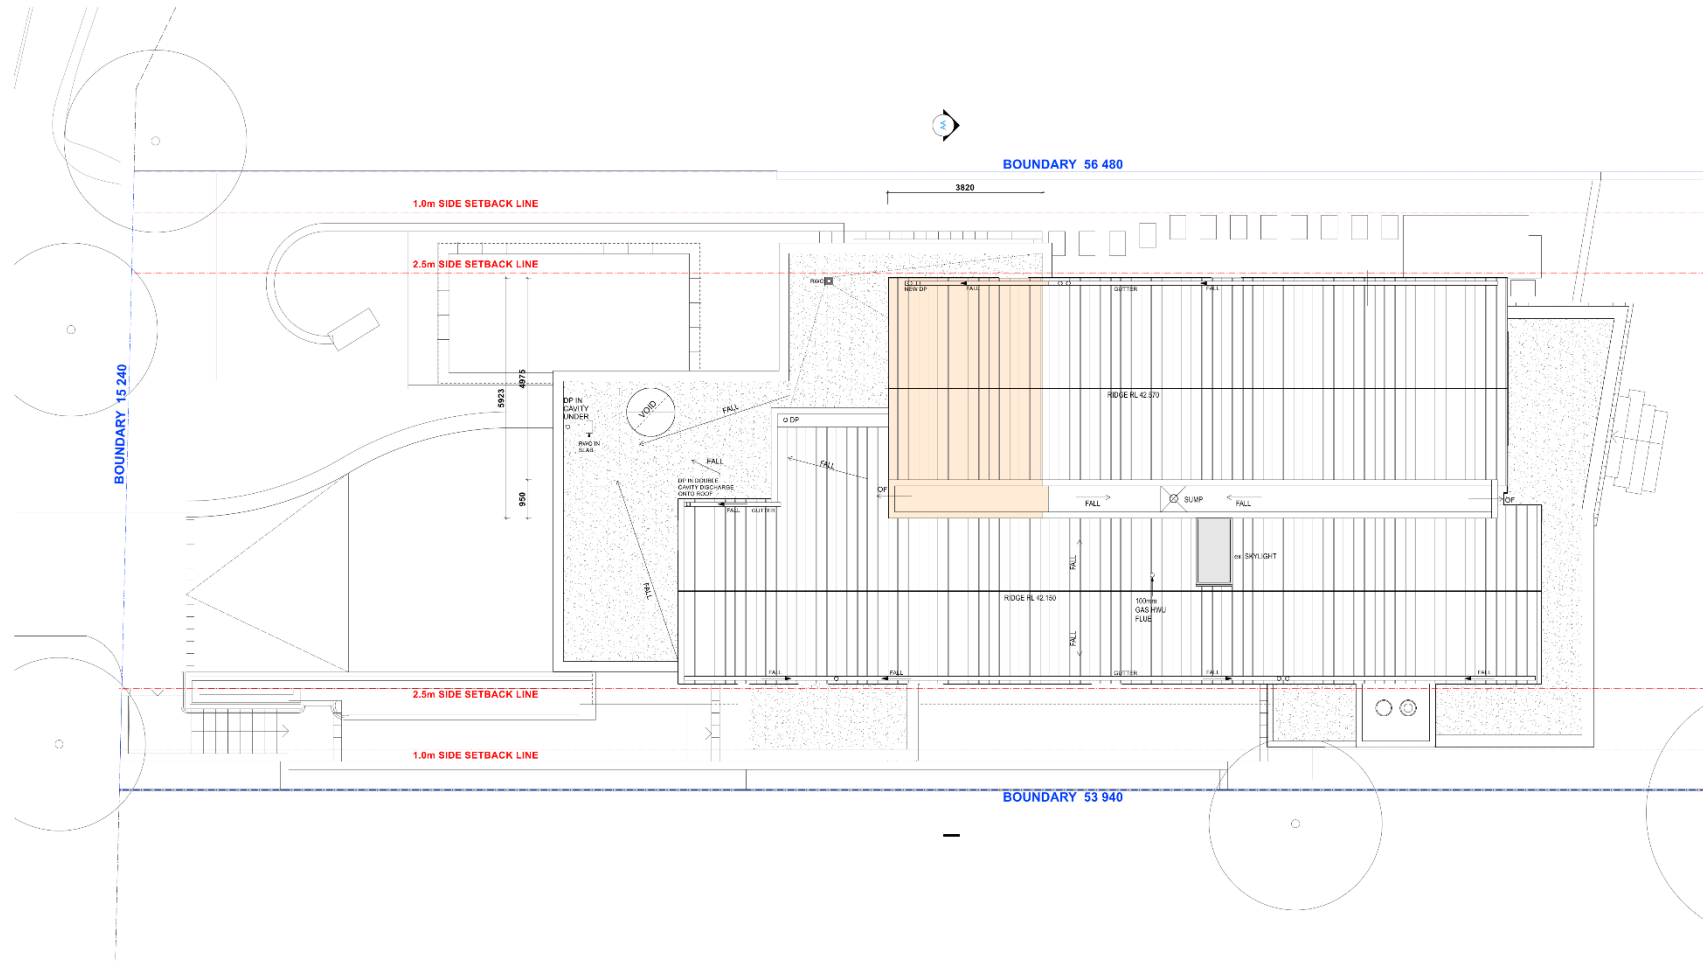 AA
BOUNDARY 56 480
3820
1.0m SIDE SETBACK LINE
2.5m SIDE SETBACK LINE
RWO
NEW DP
FALL
GUTTER
FALL
BOUNDARY 15 240
5923
4975
950
DP IN
CAVITY
UNDER
VOID
FALL
RWO IN
SLAB
DP
RIDGE RL 42.570
FALL
FALL
DP IN DOUBLE
CAVITY DISCHARGE
ONTO ROOF
FALL
GUTTER
OF
FALL
SUMP
FALL
OF
FALL
ex. SKYLIGHT
FALL
RIDGE RL 42.150
100mm
GAS HWU
FLUE
FALL
FALL
FALL
GUTTER
FALL
FALL
2.5m SIDE SETBACK LINE
1.0m SIDE SETBACK LINE
BOUNDARY 53 940